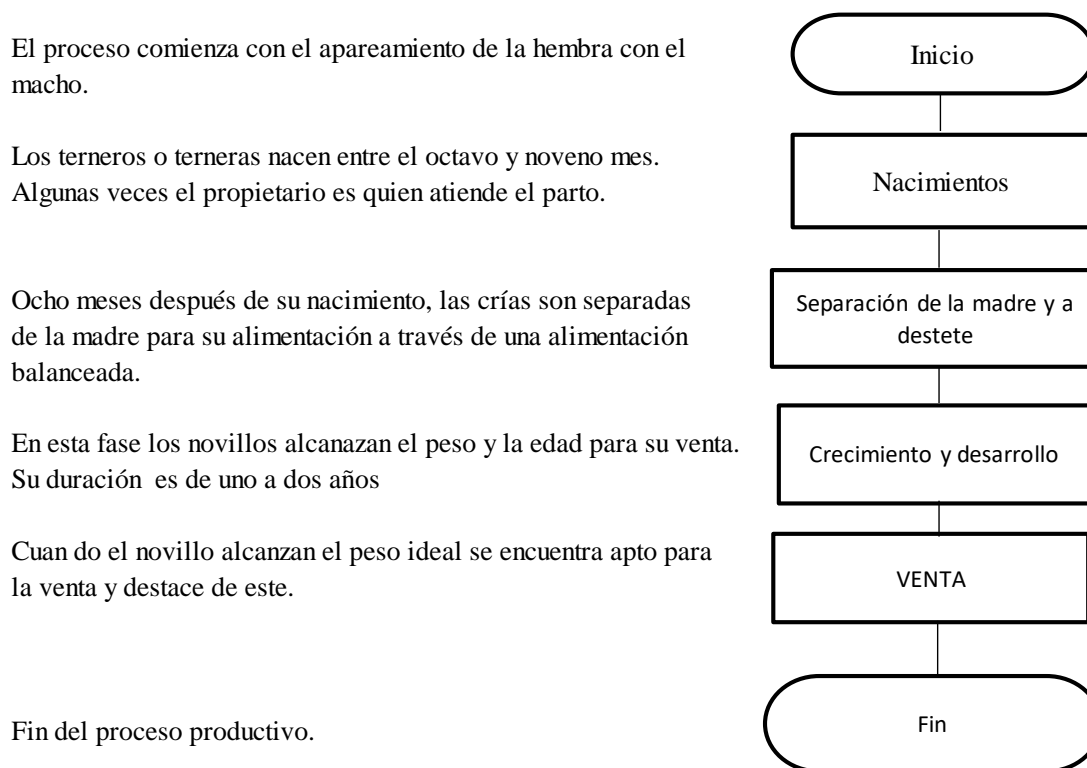 El proceso comienza con el apareamiento de la hembra con el
macho.
Inicio
Los terneros o terneras nacen entre el octavo y noveno mes.
Algunas veces el propietario es quien atiende el parto.
Nacimientos
Ocho meses después de su nacimiento, las crías son separadas
de la madre para su alimentación a través de una alimentación
balanceada.
Separación de la madre y a
destete
En esta fase los novillos alcanazan el peso y la edad para su venta.
Su duración es de uno a dos años
Crecimiento y desarrollo
Cuan do el novillo alcanzan el peso ideal se encuentra apto para
la venta y destace de este.
VENTA
Fin del proceso productivo.
Fin